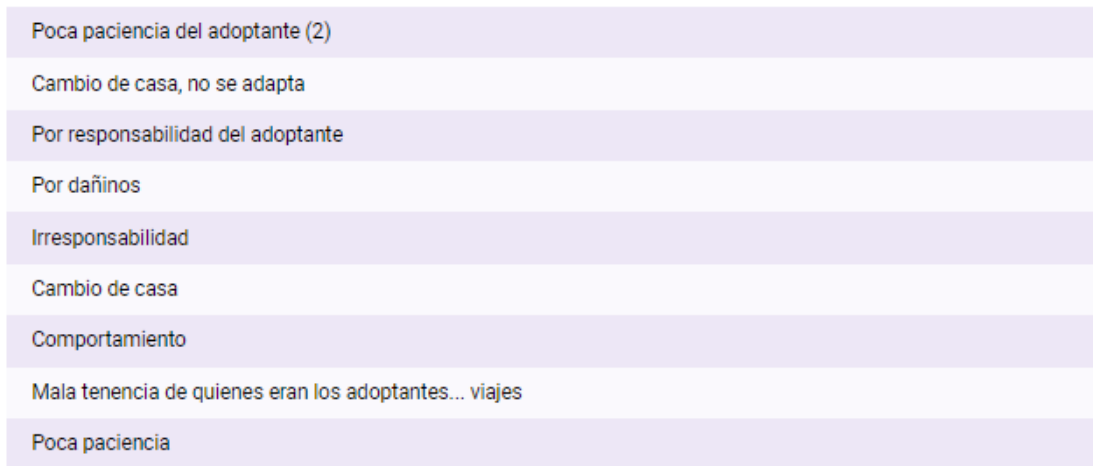 Poca paciencia del adoptante (2)
Cambio de casa, no se adapta
Por responsabilidad del adoptante
Por dañinos
Irresponsabilidad
Cambio de casa
Comportamiento
Mala tenencia de quienes eran los adoptantes... viajes
Poca paciencia